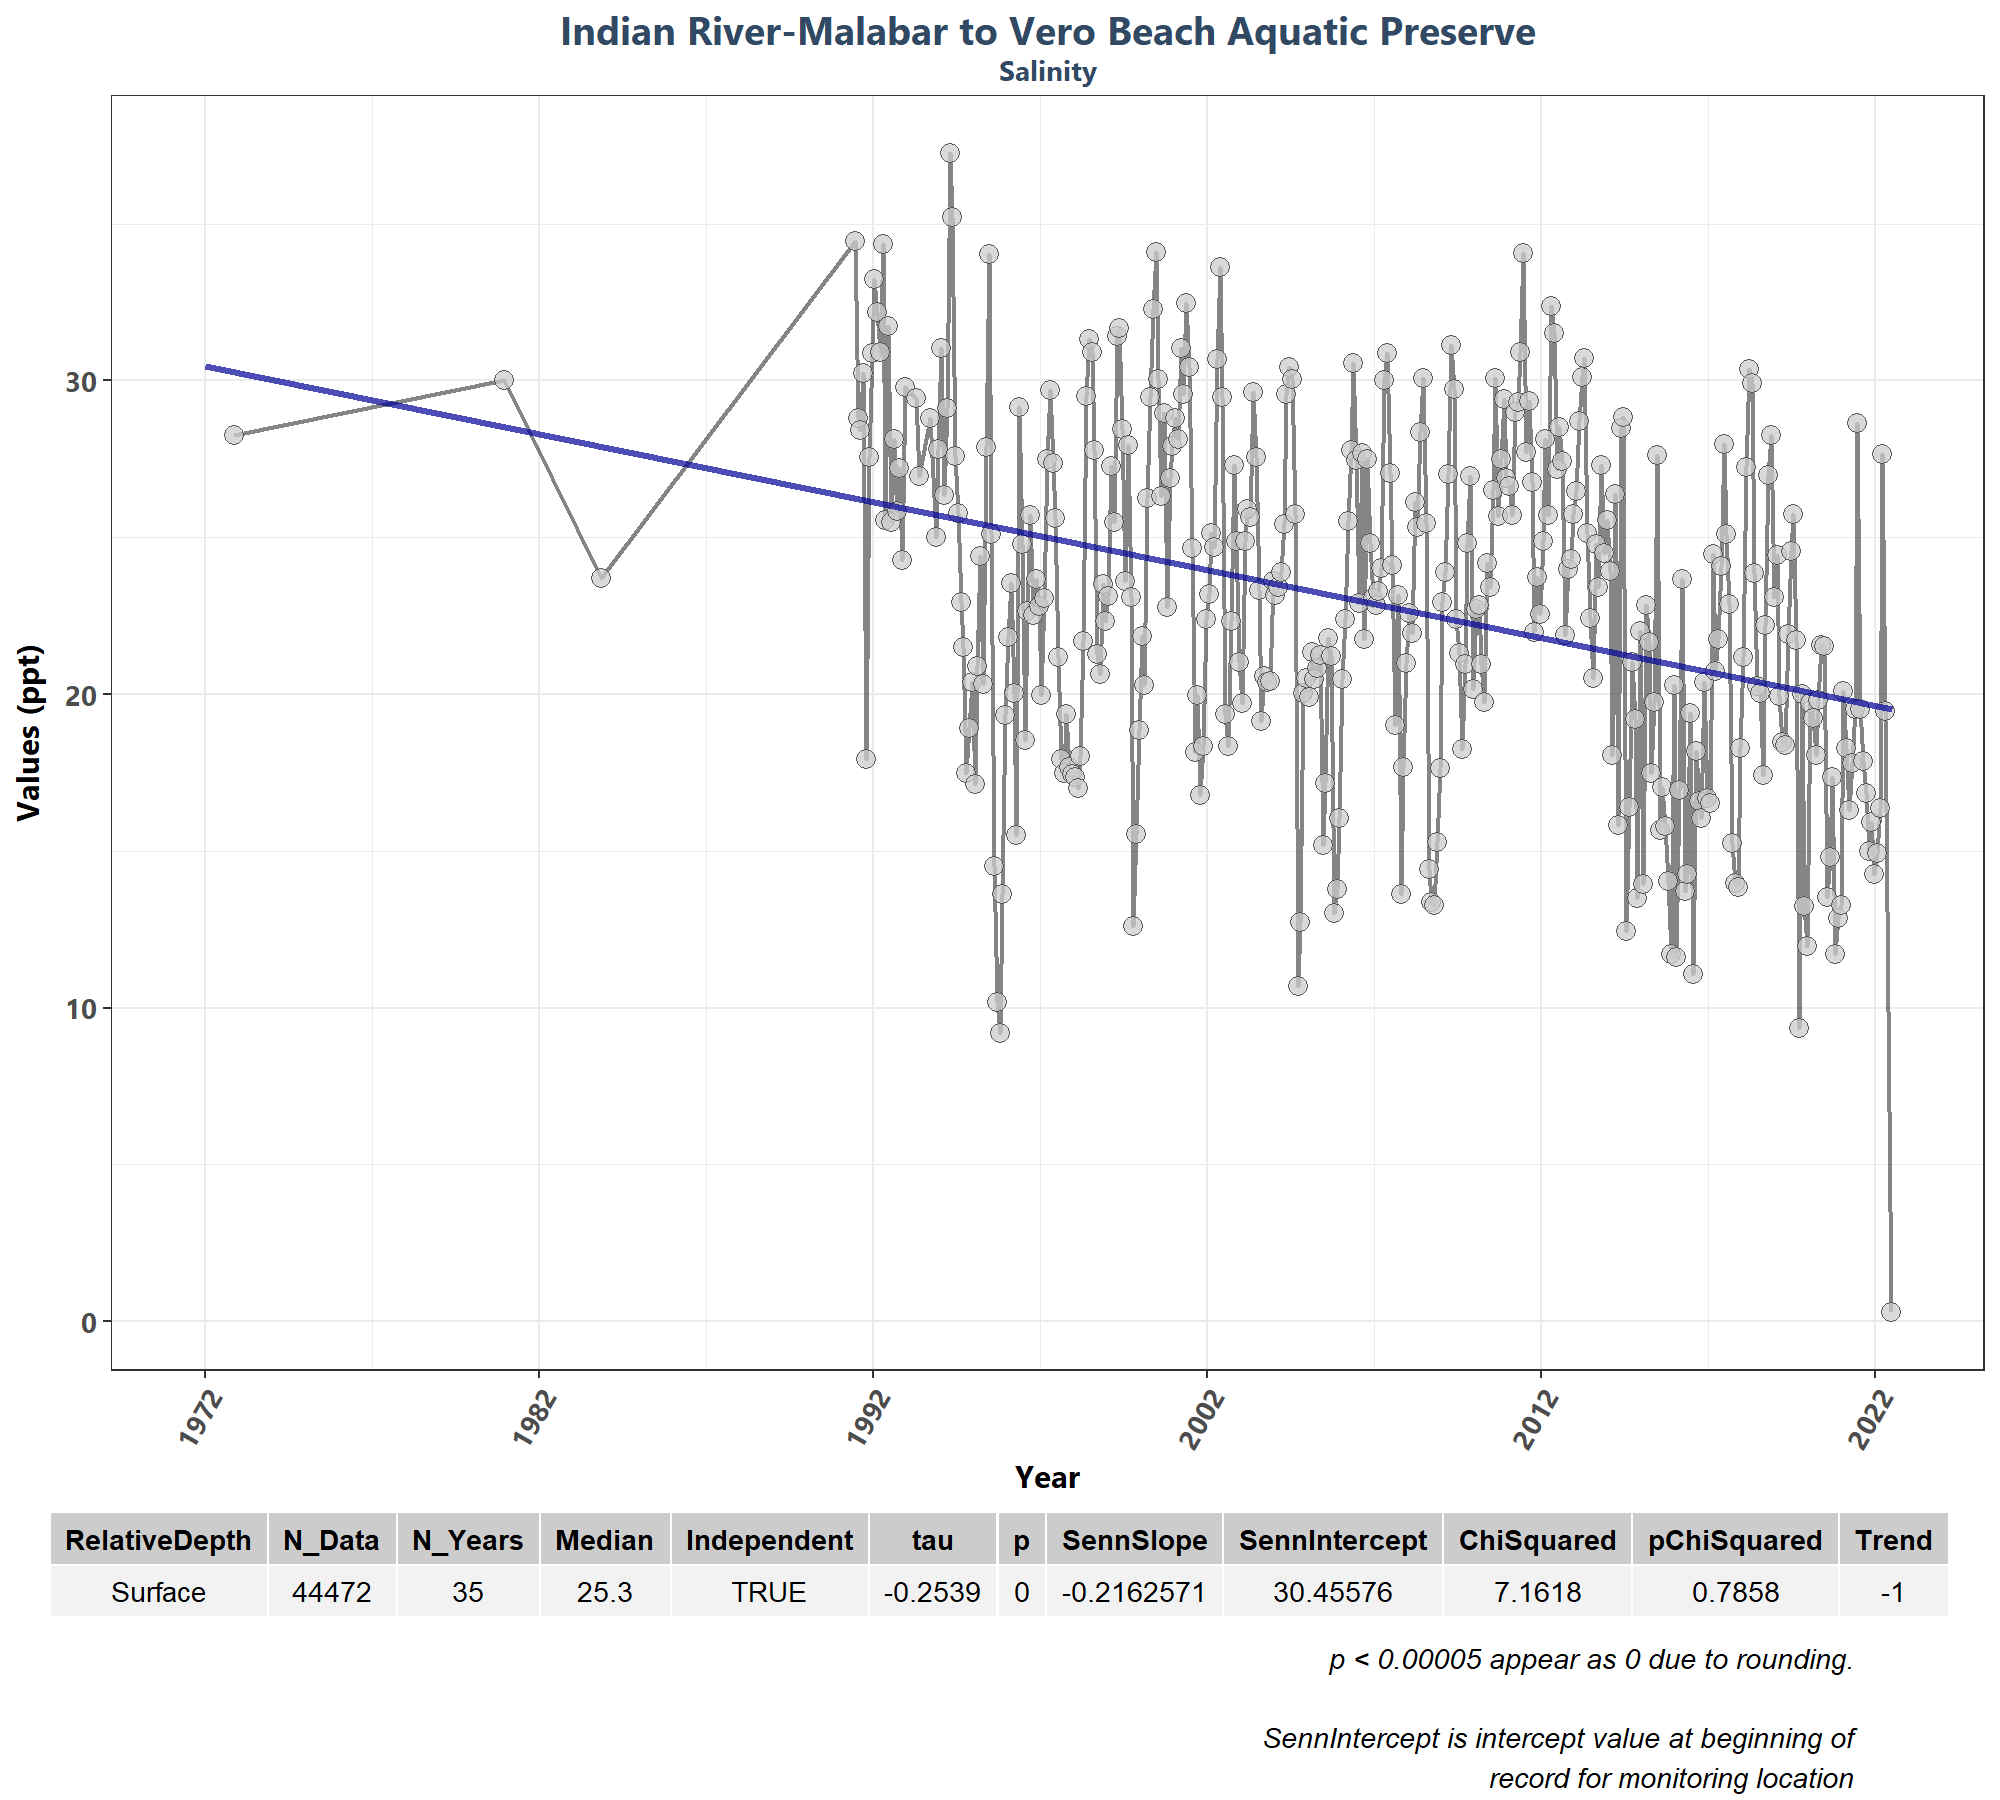 Indian River-Malabar to Vero Beach Aquatic Preserve
Salinity
Values (ppt)
30
20
10
0
1972 1982 1992 2002 2012 2022
Year
RelativeDepth N_Data N_Years Median Independent tau p SennSlope SennIntercept ChiSquared pChiSquared Trend
Surface 44472 35 25.3 TRUE -0.2539 0 -0.2162571 30.45576 7.1618 0.7858 -1
p < 0.00005 appear as 0 due to rounding.
SennIntercept is intercept value at beginning of
record for monitoring location